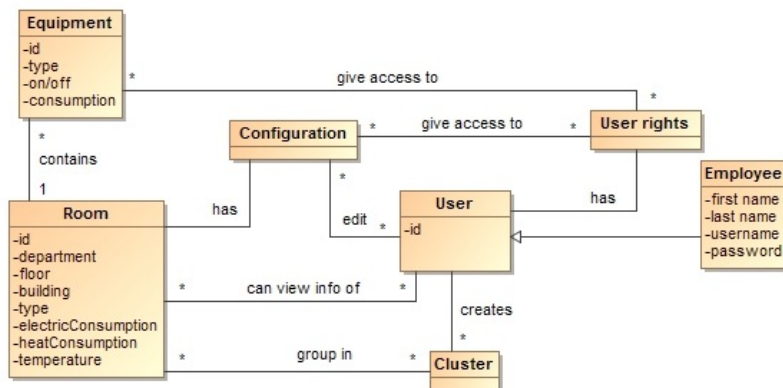 Equipment
-id
-type
-on/off
-consumption
*
give access to
*
*
contains
1
Configuration
*
give access to
*
User rights
Employee
-first name
-last name
-username
-password
Room
-id
-department
-floor
-building
-type
-electricConsumption
-heatConsumption
-temperature
has
*
edit
*
User
-id
has
*
can view info of
*
creates
*
*
group in
*
Cluster